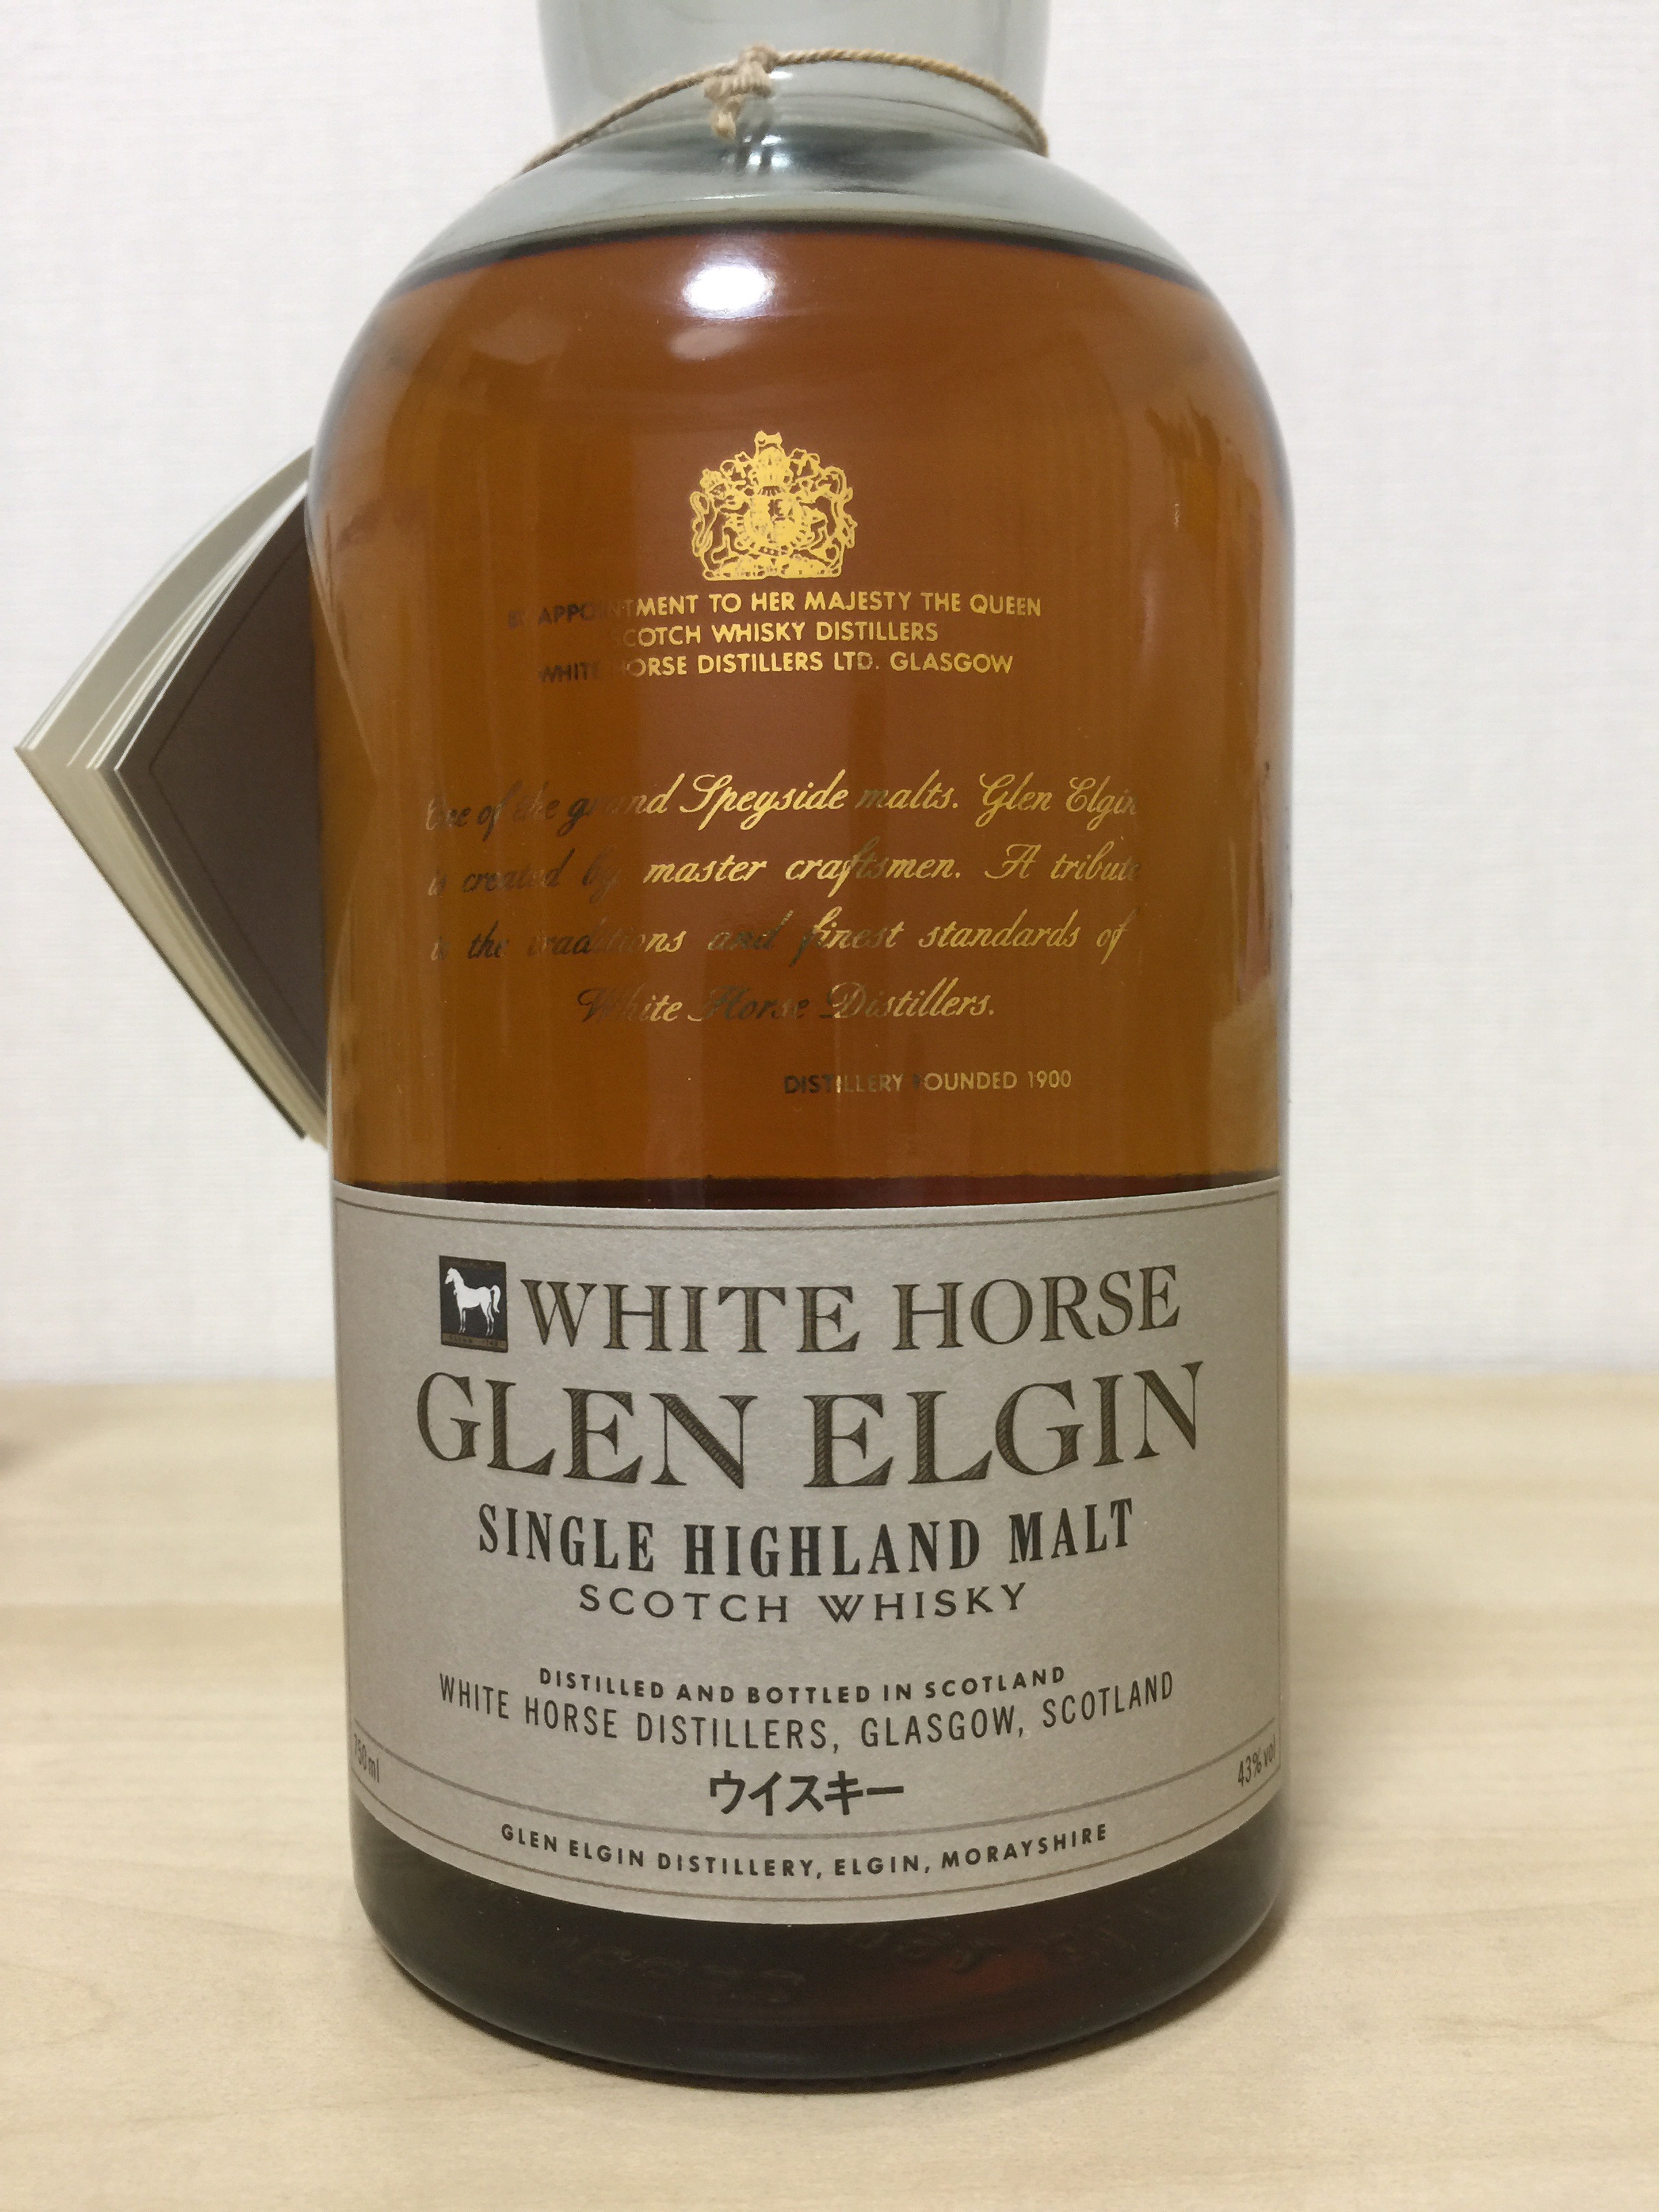 BY APPOINTMENT TO HER MAJESTY THE QUEEN
SCOTCH WHISKY DISTILLERS
WHITE HORSE DISTILLERS LTD. GLASGOW
One of the grand Speyside malts. Glen Elgin
is created by master craftsmen. A tribute
to the traditions and finest standards of
White Horse Distillers.
DISTILLERY FOUNDED 1900
WHITE HORSE
GLEN ELGIN
SINGLE HIGHLAND MALT
SCOTCH WHISKY
DISTILLED AND BOTTLED IN SCOTLAND
WHITE HORSE DISTILLERS, GLASGOW, SCOTLAND
750ml
43% vol
ウイスキー
GLEN ELGIN DISTILLERY, ELGIN, MORAYSHIRE